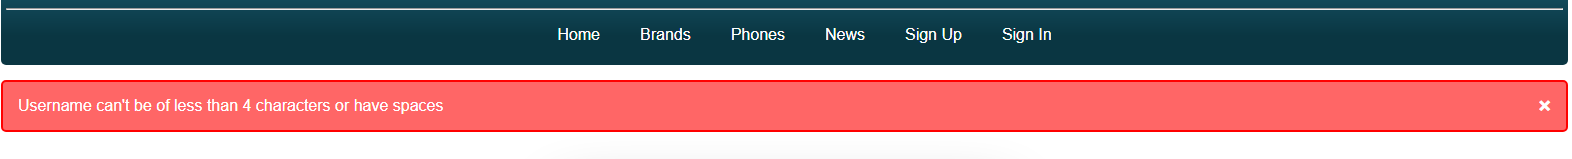 Home Brands Phones News Sign Up Sign In
Username can't be of less than 4 characters or have spaces ×